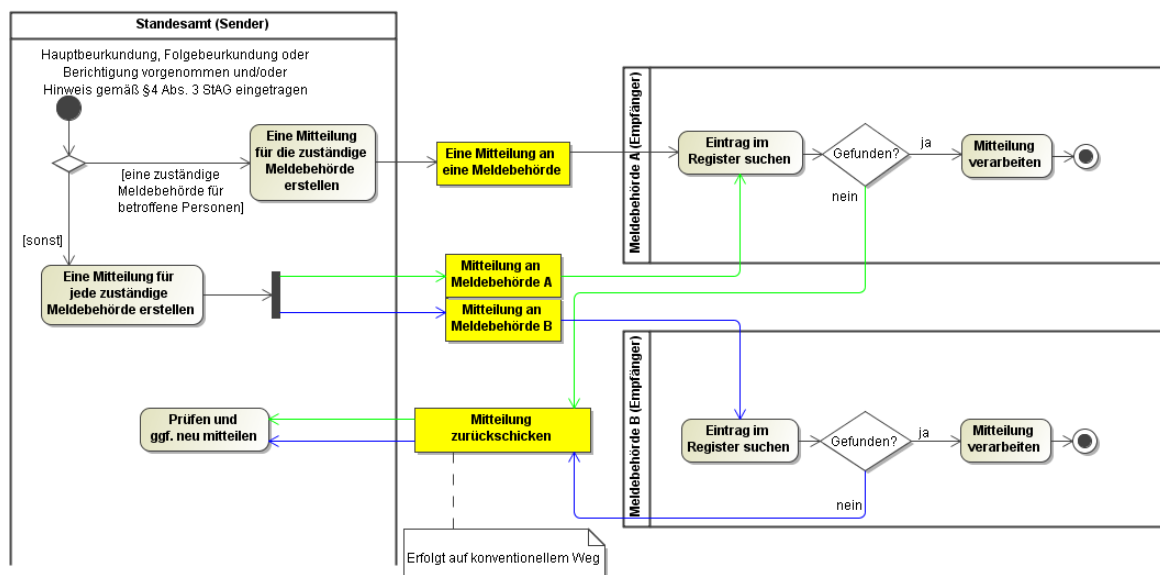 Standesamt (Sender)
Hauptbeurkundung, Folgebeurkundung oder
Berichtigung vorgenommen und/oder
Hinweis gemäß §4 Abs. 3 StAG eingetragen
Eine Mitteilung
für die zuständige
Meldebehörde
erstellen
[eine zuständige
Meldebehörde für
betroffene Personen]
[sonst]
Eine Mitteilung für
jede zuständige
Meldebehörde erstellen
Eine Mitteilung an
eine Meldebehörde
Mitteilung an
Meldebehörde A
Mitteilung an
Meldebehörde B
Prüfen und
ggf. neu mitteilen
Mitteilung
zurückschicken
Erfolgt auf konventionellem Weg
Meldebehörde A (Empfänger)
Eintrag im
Register suchen
Gefunden?
ja
nein
Mitteilung
verarbeiten
Meldebehörde B (Empfänger)
Eintrag im
Register suchen
Gefunden?
ja
nein
Mitteilung
verarbeiten